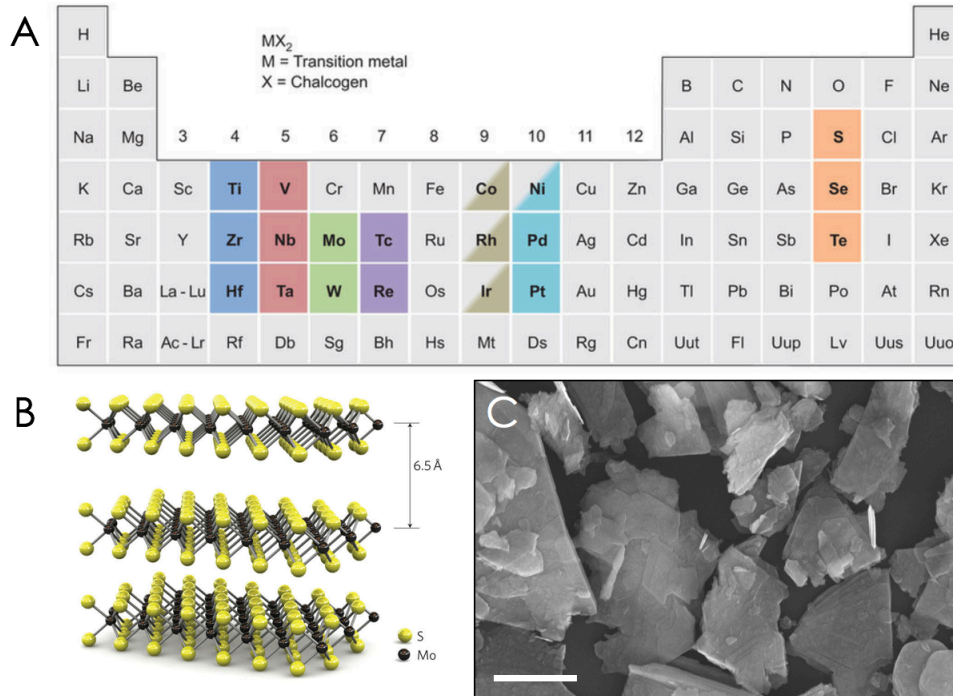 A
H He
MX₂
M = Transition metal
X = Chalcogen
Li Be B C N O F Ne
Na Mg 3 4 5 6 7 8 9 10 11 12 Al Si P S Cl Ar
K Ca Sc Ti V Cr Mn Fe Co Ni Cu Zn Ga Ge As Se Br Kr
Rb Sr Y Zr Nb Mo Tc Ru Rh Pd Ag Cd In Sn Sb Te I Xe
Cs Ba La - Lu Hf Ta W Re Os Ir Pt Au Hg Tl Pb Bi Po At Rn
Fr Ra Ac - Lr Rf Db Sg Bh Hs Mt Ds Rg Cn Uut Fl Uup Lv Uus Uuo
B
6.5 Å
S
Mo
C